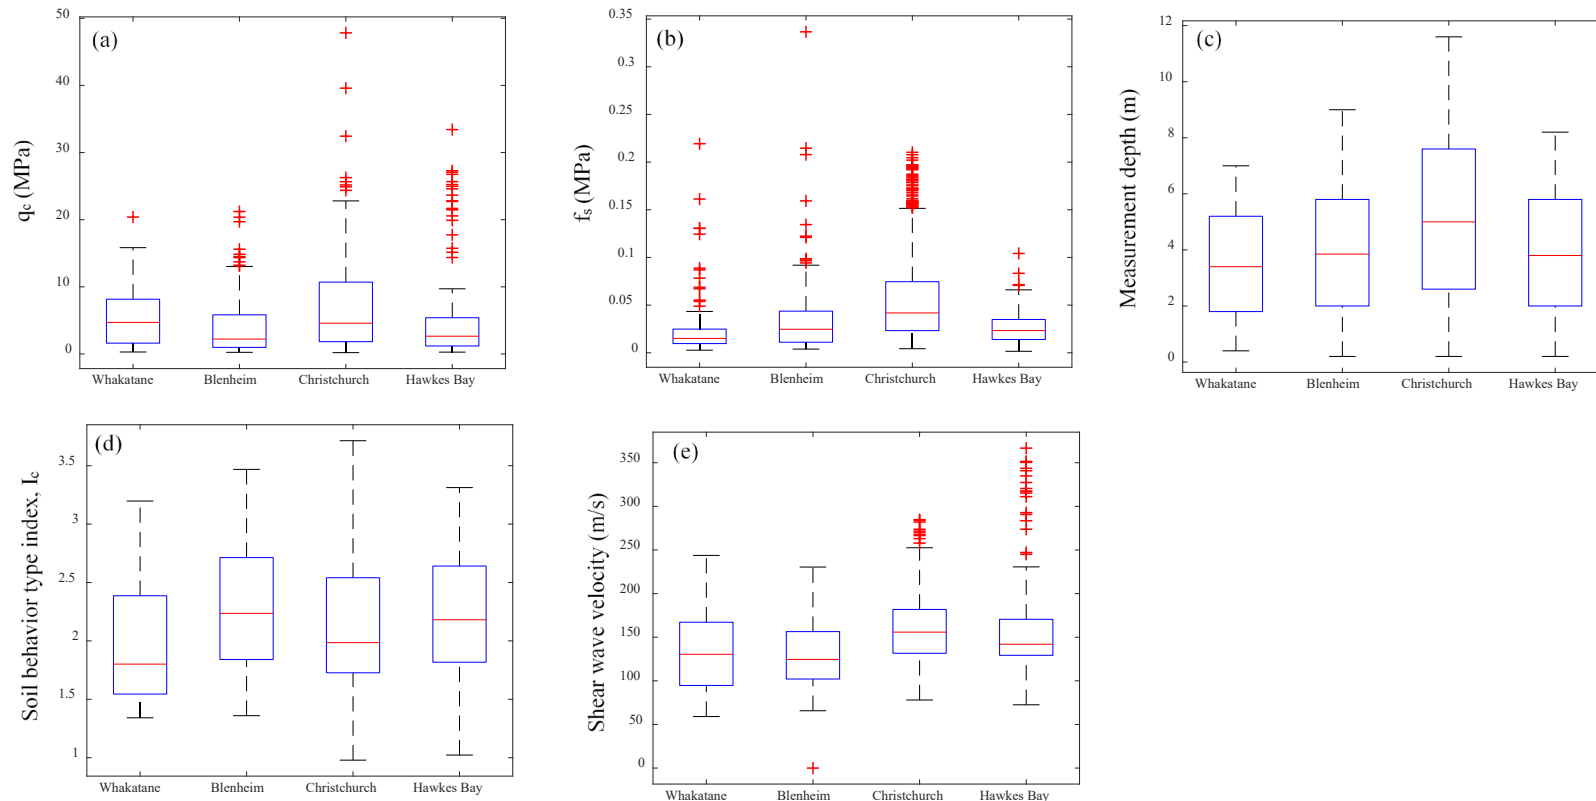 (a)
q_c (MPa)
50
40
30
20
10
0
Whakatane Blenheim Christchurch Hawkes Bay
(b)
f_s (MPa)
0.35
0.3
0.25
0.2
0.15
0.1
0.05
0
Whakatane Blenheim Christchurch Hawkes Bay
(c)
Measurement depth (m)
12
10
8
6
4
2
0
Whakatane Blenheim Christchurch Hawkes Bay
(d)
Soil behavior type index, I_c
3.5
3
2.5
2
1.5
1
Whakatane Blenheim Christchurch Hawkes Bay
(e)
Shear wave velocity (m/s)
350
300
250
200
150
100
50
0
Whakatane Blenheim Christchurch Hawkes Bay